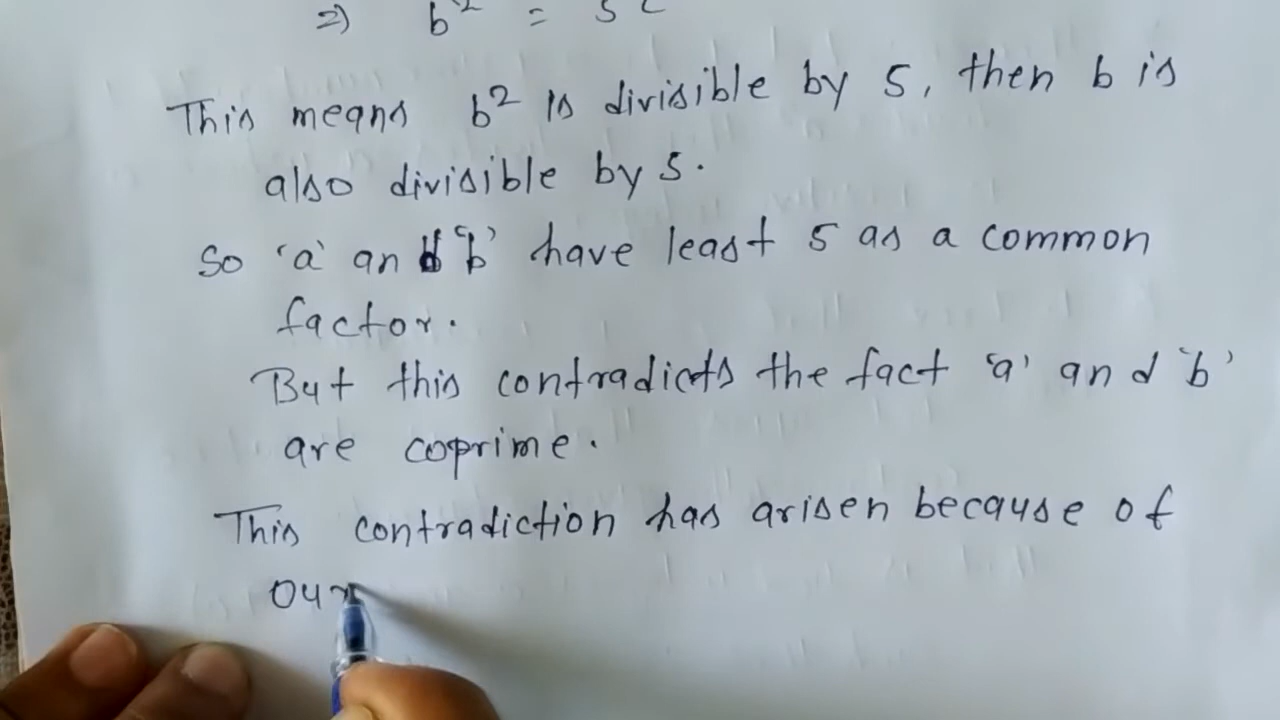 ⇒ b² = 5c
This means b² is divisible by 5, then b is
also divisible by 5.
So 'a' and 'b' have least 5 as a common
factor.
But this contradicts the fact 'a' and 'b'
are coprime.
This contradiction has arisen because of
our